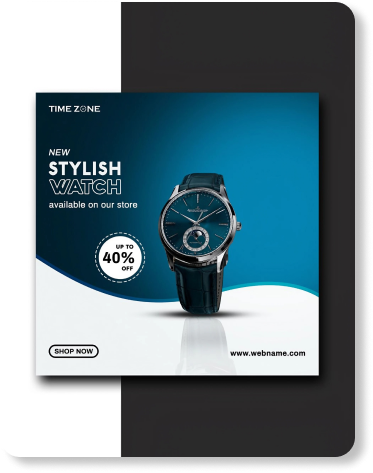 TIME ZONE
NEW
STYLISH
WATCH
available on our store
UP TO
40%
OFF
SHOP NOW
www.webname.com